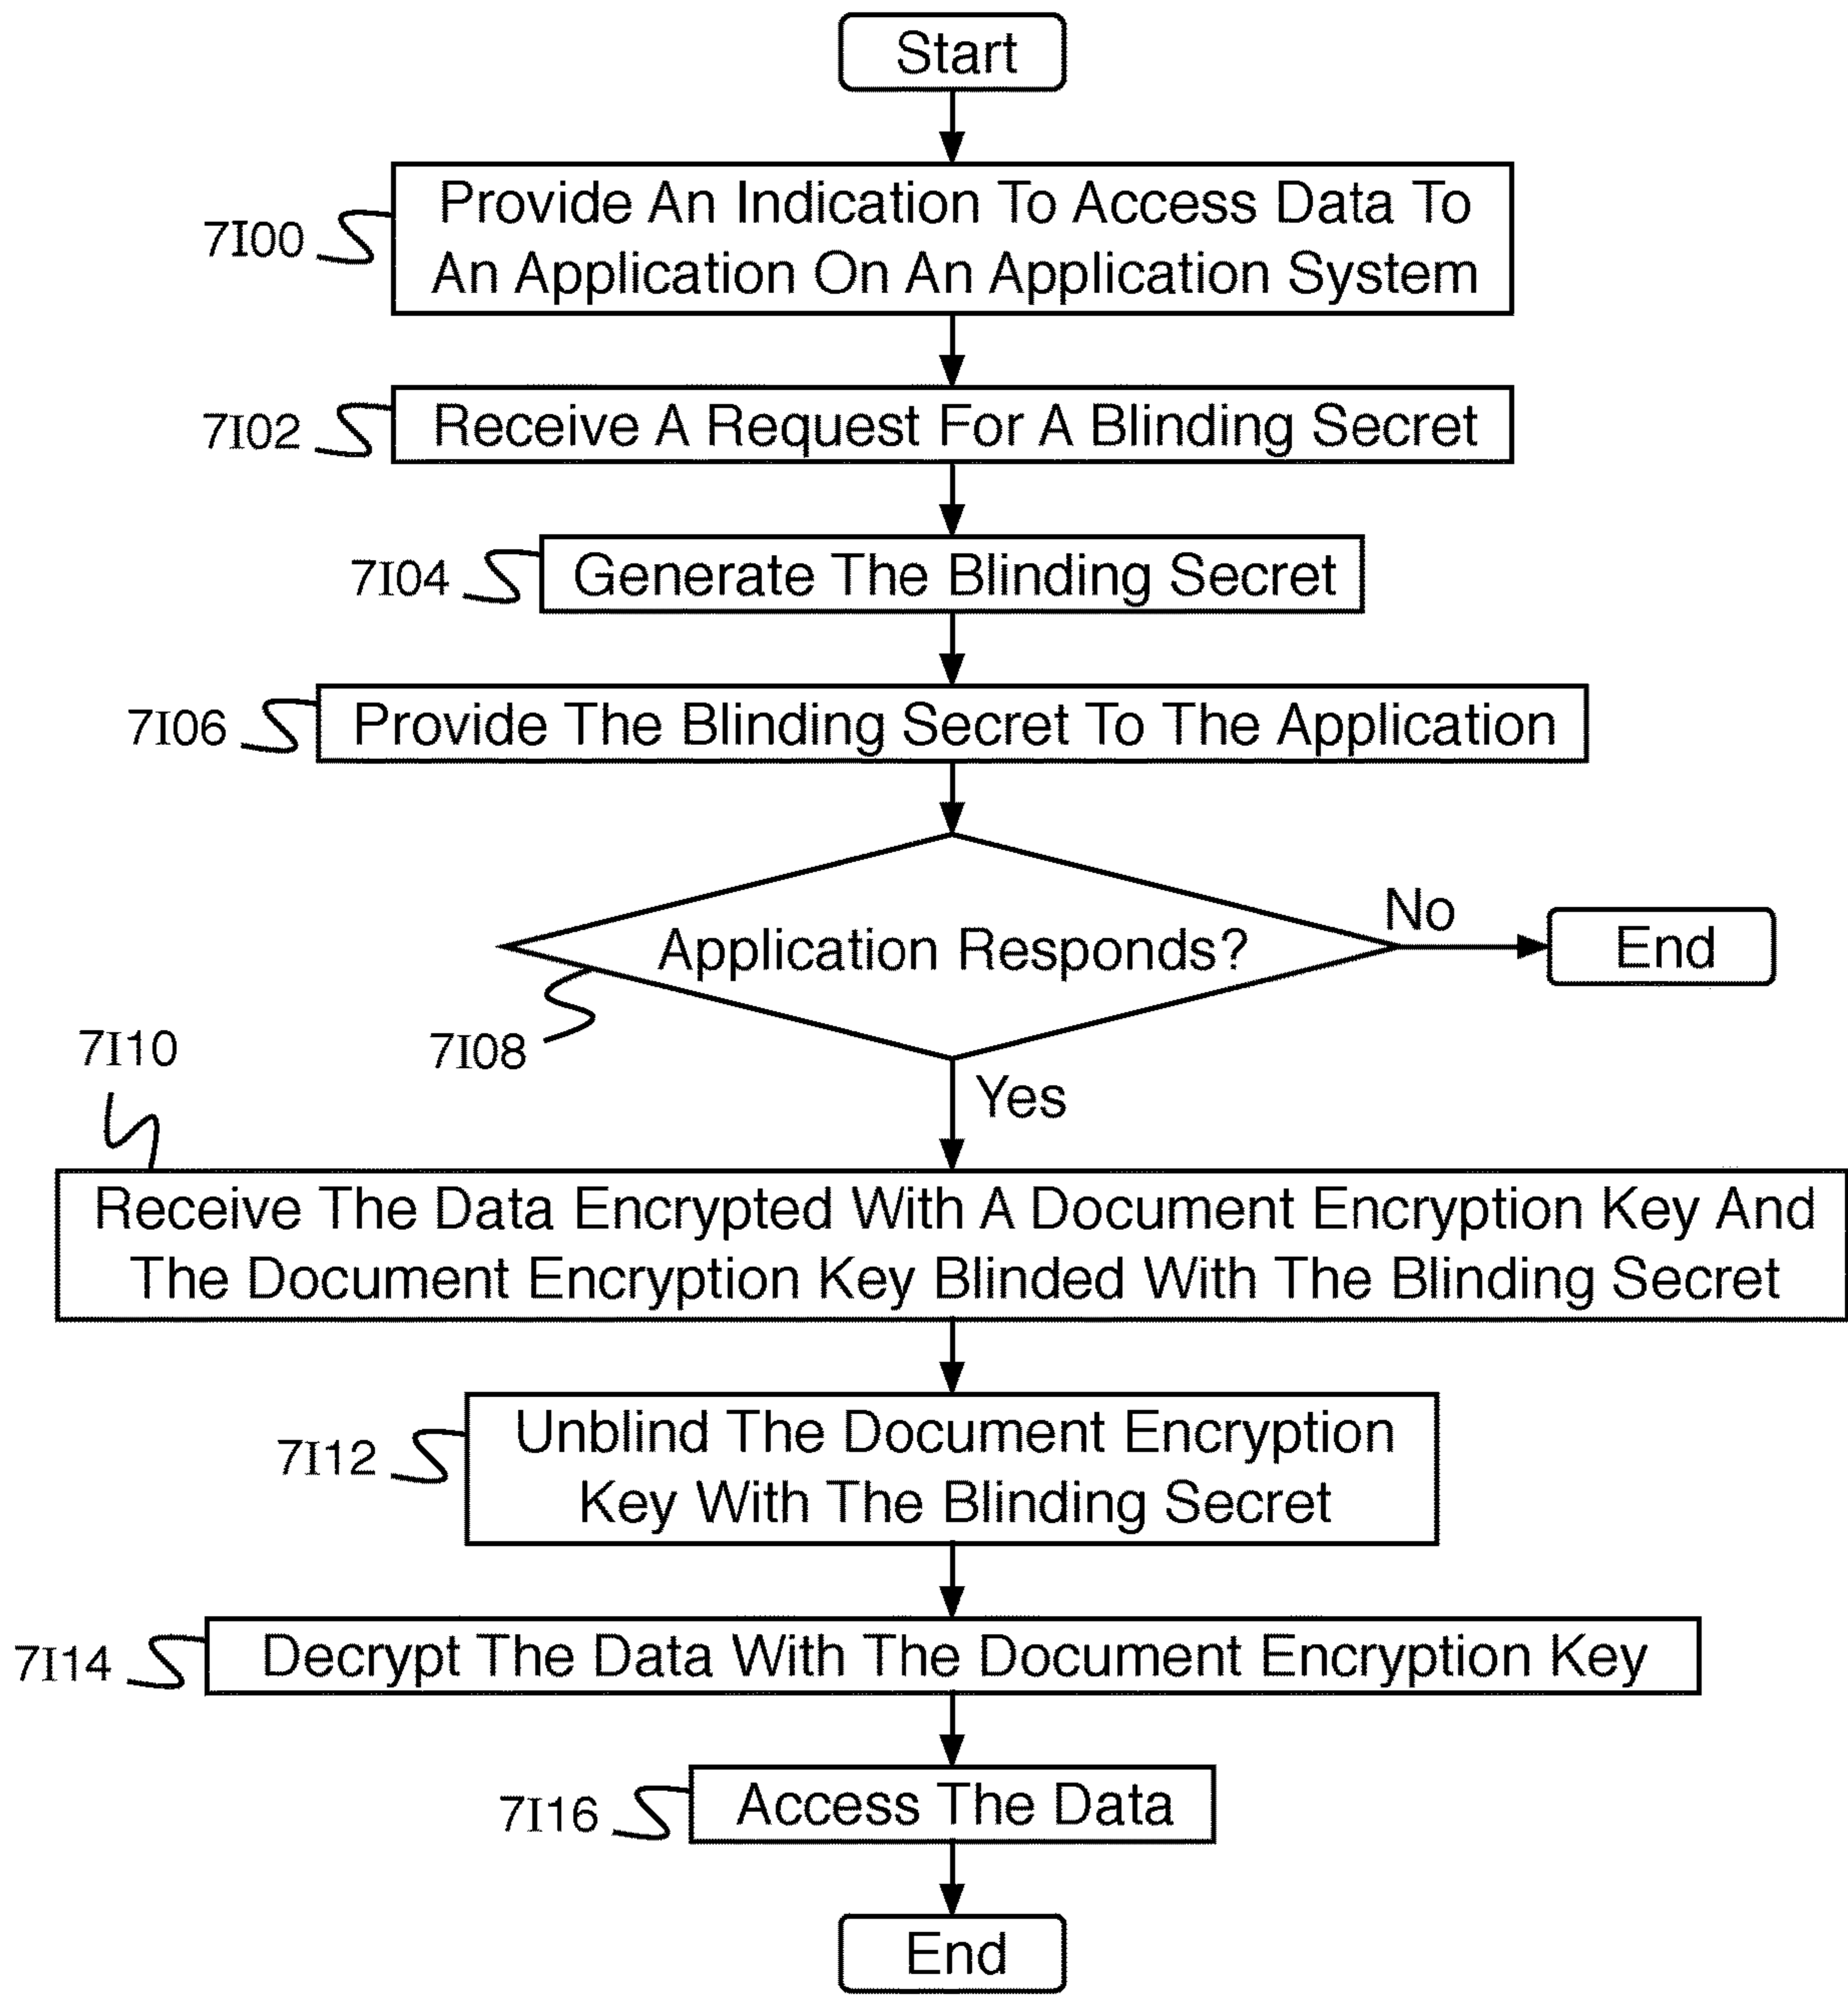 Start
7I00
Provide An Indication To Access Data To
An Application On An Application System
7I02
Receive A Request For A Blinding Secret
7I04
Generate The Blinding Secret
7I06
Provide The Blinding Secret To The Application
Application Responds?
No
End
7I08
Yes
7I10
Receive The Data Encrypted With A Document Encryption Key And
The Document Encryption Key Blinded With The Blinding Secret
7I12
Unblind The Document Encryption
Key With The Blinding Secret
7I14
Decrypt The Data With The Document Encryption Key
7I16
Access The Data
End